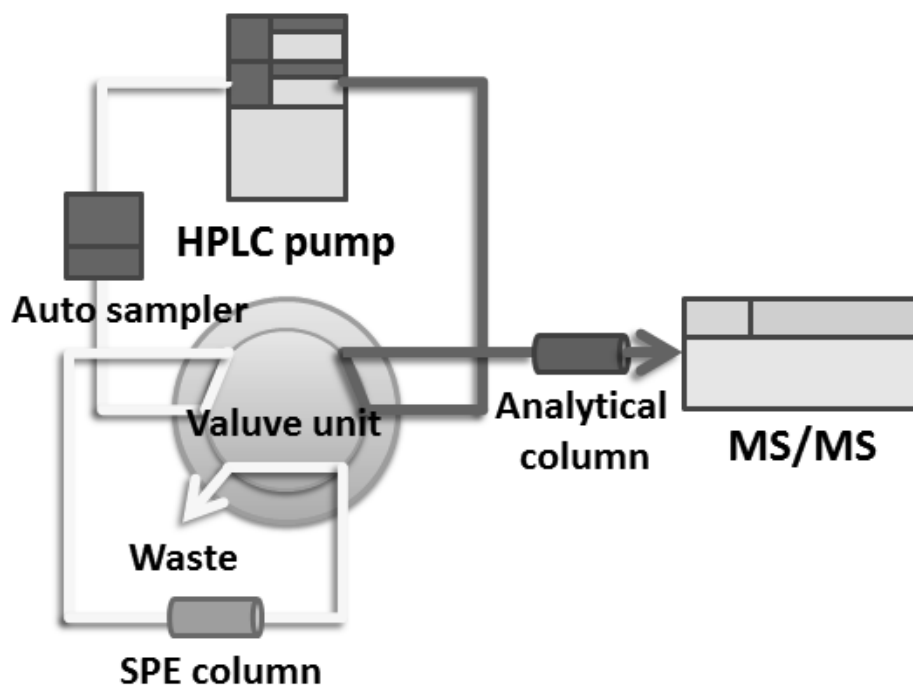 HPLC pump
Auto sampler
Valuve unit
Analytical
column
MS/MS
Waste
SPE column